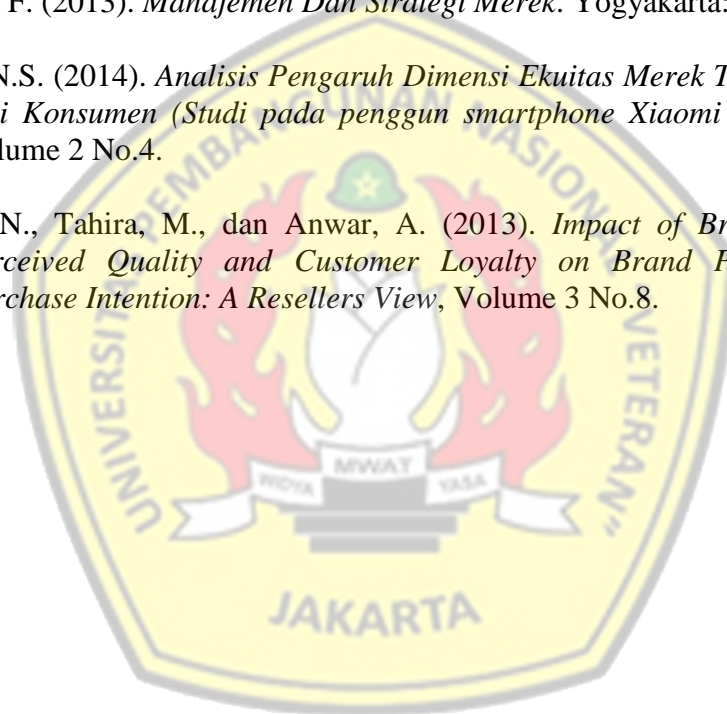 F. (2013). Manajemen Dan Strategi Merek. Yogyakarta:
N.S. (2014). Analisis Pengaruh Dimensi Ekuitas Merek T
i Konsumen (Studi pada penggun smartphone Xiaomi
lume 2 No.4.
N., Tahira, M., dan Anwar, A. (2013). Impact of Br
rceived Quality and Customer Loyalty on Brand P
rchase Intention: A Resellers View, Volume 3 No.8.
UNIVERSITAS PEMBANGUNAN NASIONAL "VETERAN"
WIDYA MWAT YASA
JAKARTA